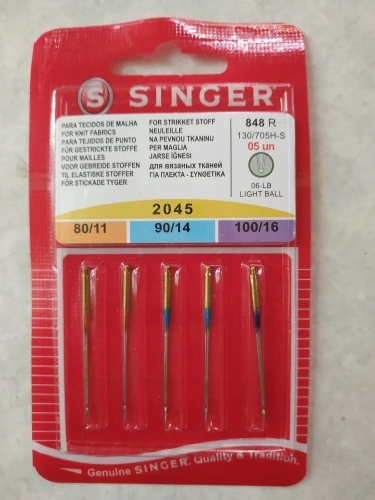 S SINGER®
PARA TECIDOS DE MALHA
FOR KNIT FABRICS
PARA TEJIDOS DE PUNTO
FÜR GESTRICKTE STOFFE
POUR MAILLES
VOOR GEBREIDE STOFFEN
TIL ELASTISKE STOFFER
FÖR STICKADE TYGER
FOR STRIKKET STOFF
NEULEILLE
NA PEVNOU TKANINU
PER MAGLIA
JARSE İĞNESI
для вязаных тканей
ΓΙΑ ΠΛΕΚΤΑ - ΣΥΝΘΕΤΙΚΑ
848 R
130/705H-S
05 un
06-LB
LIGHT BALL
2045
80/11 90/14 100/16
Genuine SINGER. Quality & Tradition.